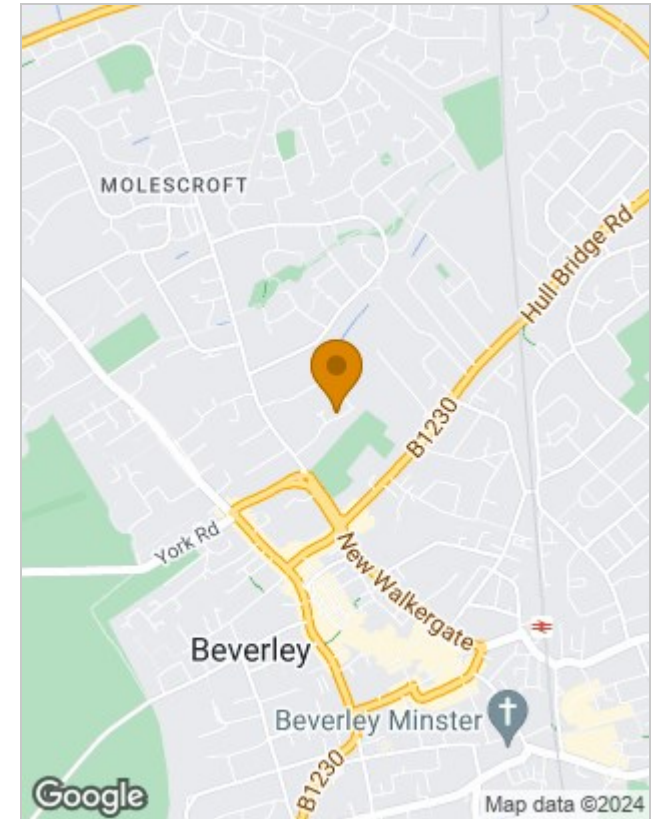 MOLESCROFT
Hull Bridge Rd
B1230
York Rd
New Walkergate
Beverley
Beverley Minster
B1230
Google
Map data ©2024